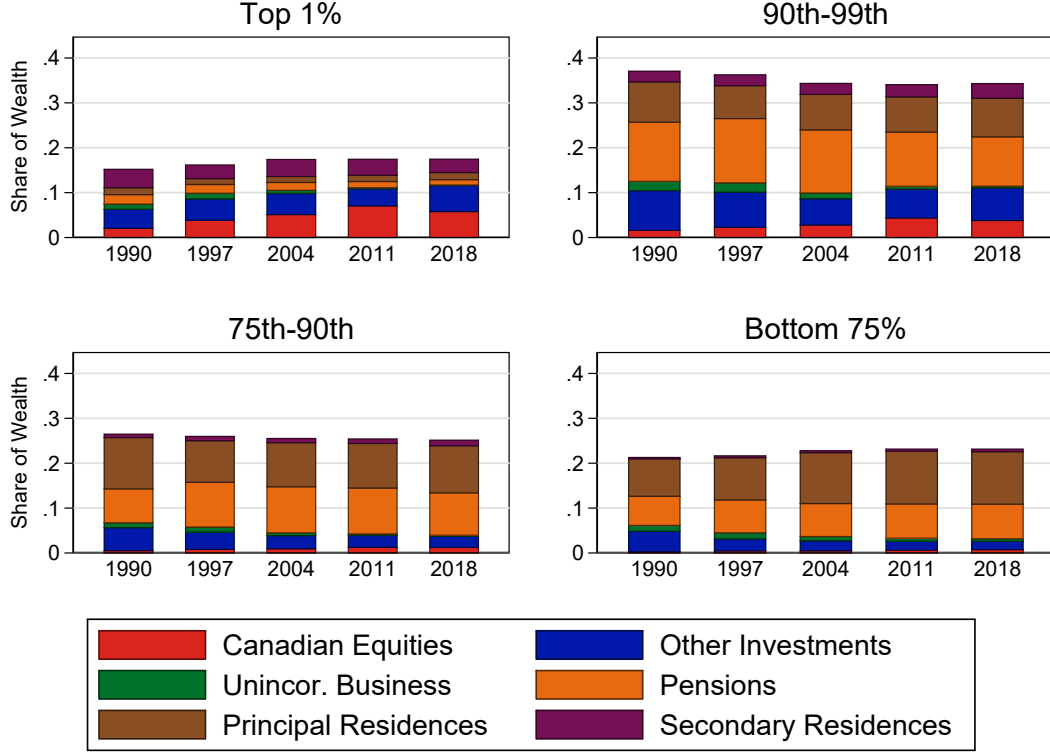 Top 1%
90th-99th
Share of Wealth
.4
.3
.2
.1
0
1990 1997 2004 2011 2018
.4
.3
.2
.1
0
1990 1997 2004 2011 2018
75th-90th
Bottom 75%
Share of Wealth
.4
.3
.2
.1
0
1990 1997 2004 2011 2018
.4
.3
.2
.1
0
1990 1997 2004 2011 2018
Canadian Equities
Other Investments
Unincor. Business
Pensions
Principal Residences
Secondary Residences